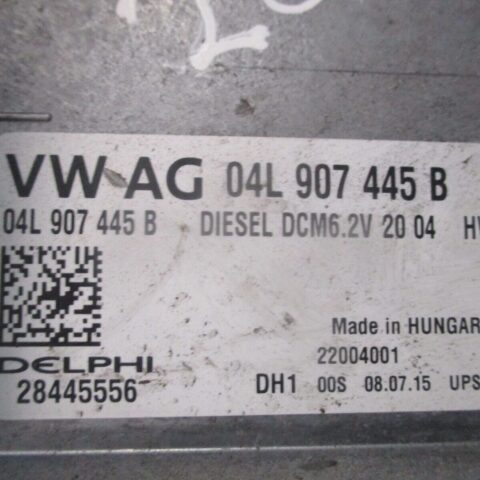 VW AG 04L 907 445 B
04L 907 445 B DIESEL DCM6.2V 20 04
Made in HUNGAR
22004001
DELPHI
28445556 DH1 00S 08.07.15 UPS